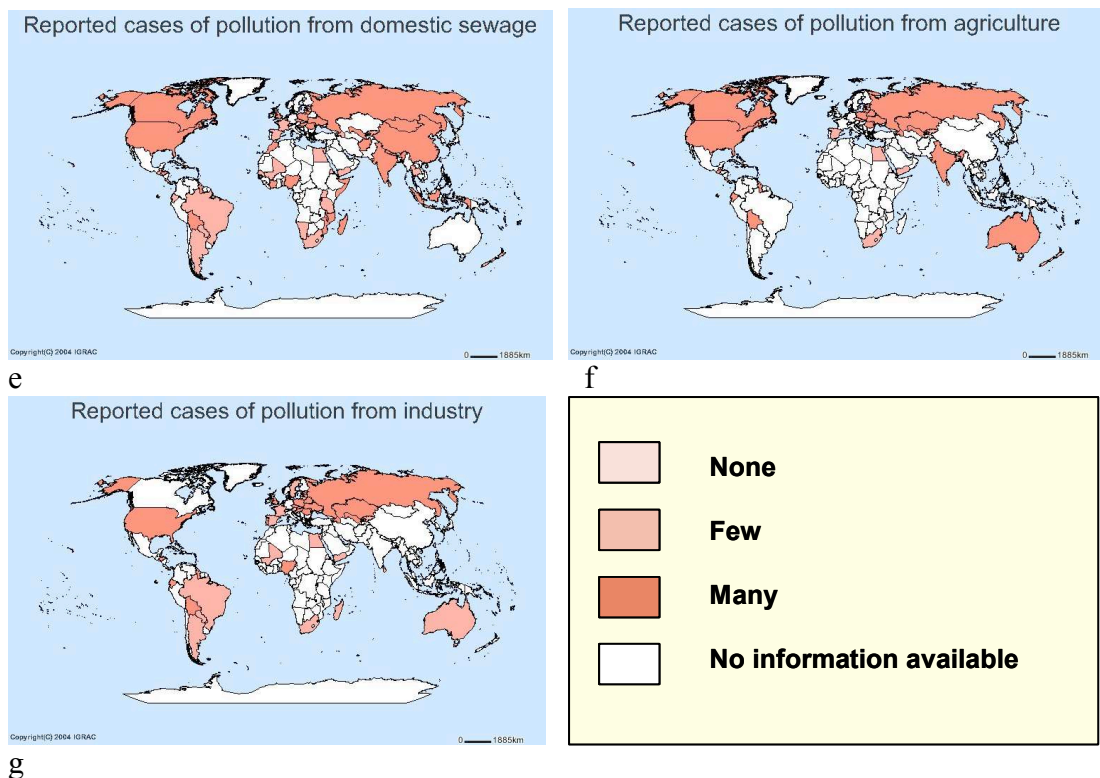 Reported cases of pollution from domestic sewage
Copyright(C) 2004 IGRAC
0 1885km
e
Reported cases of pollution from agriculture
Copyright(C) 2004 IGRAC
0 1885km
f
Reported cases of pollution from industry
Copyright(C) 2004 IGRAC
0 1885km
g
None
Few
Many
No information available